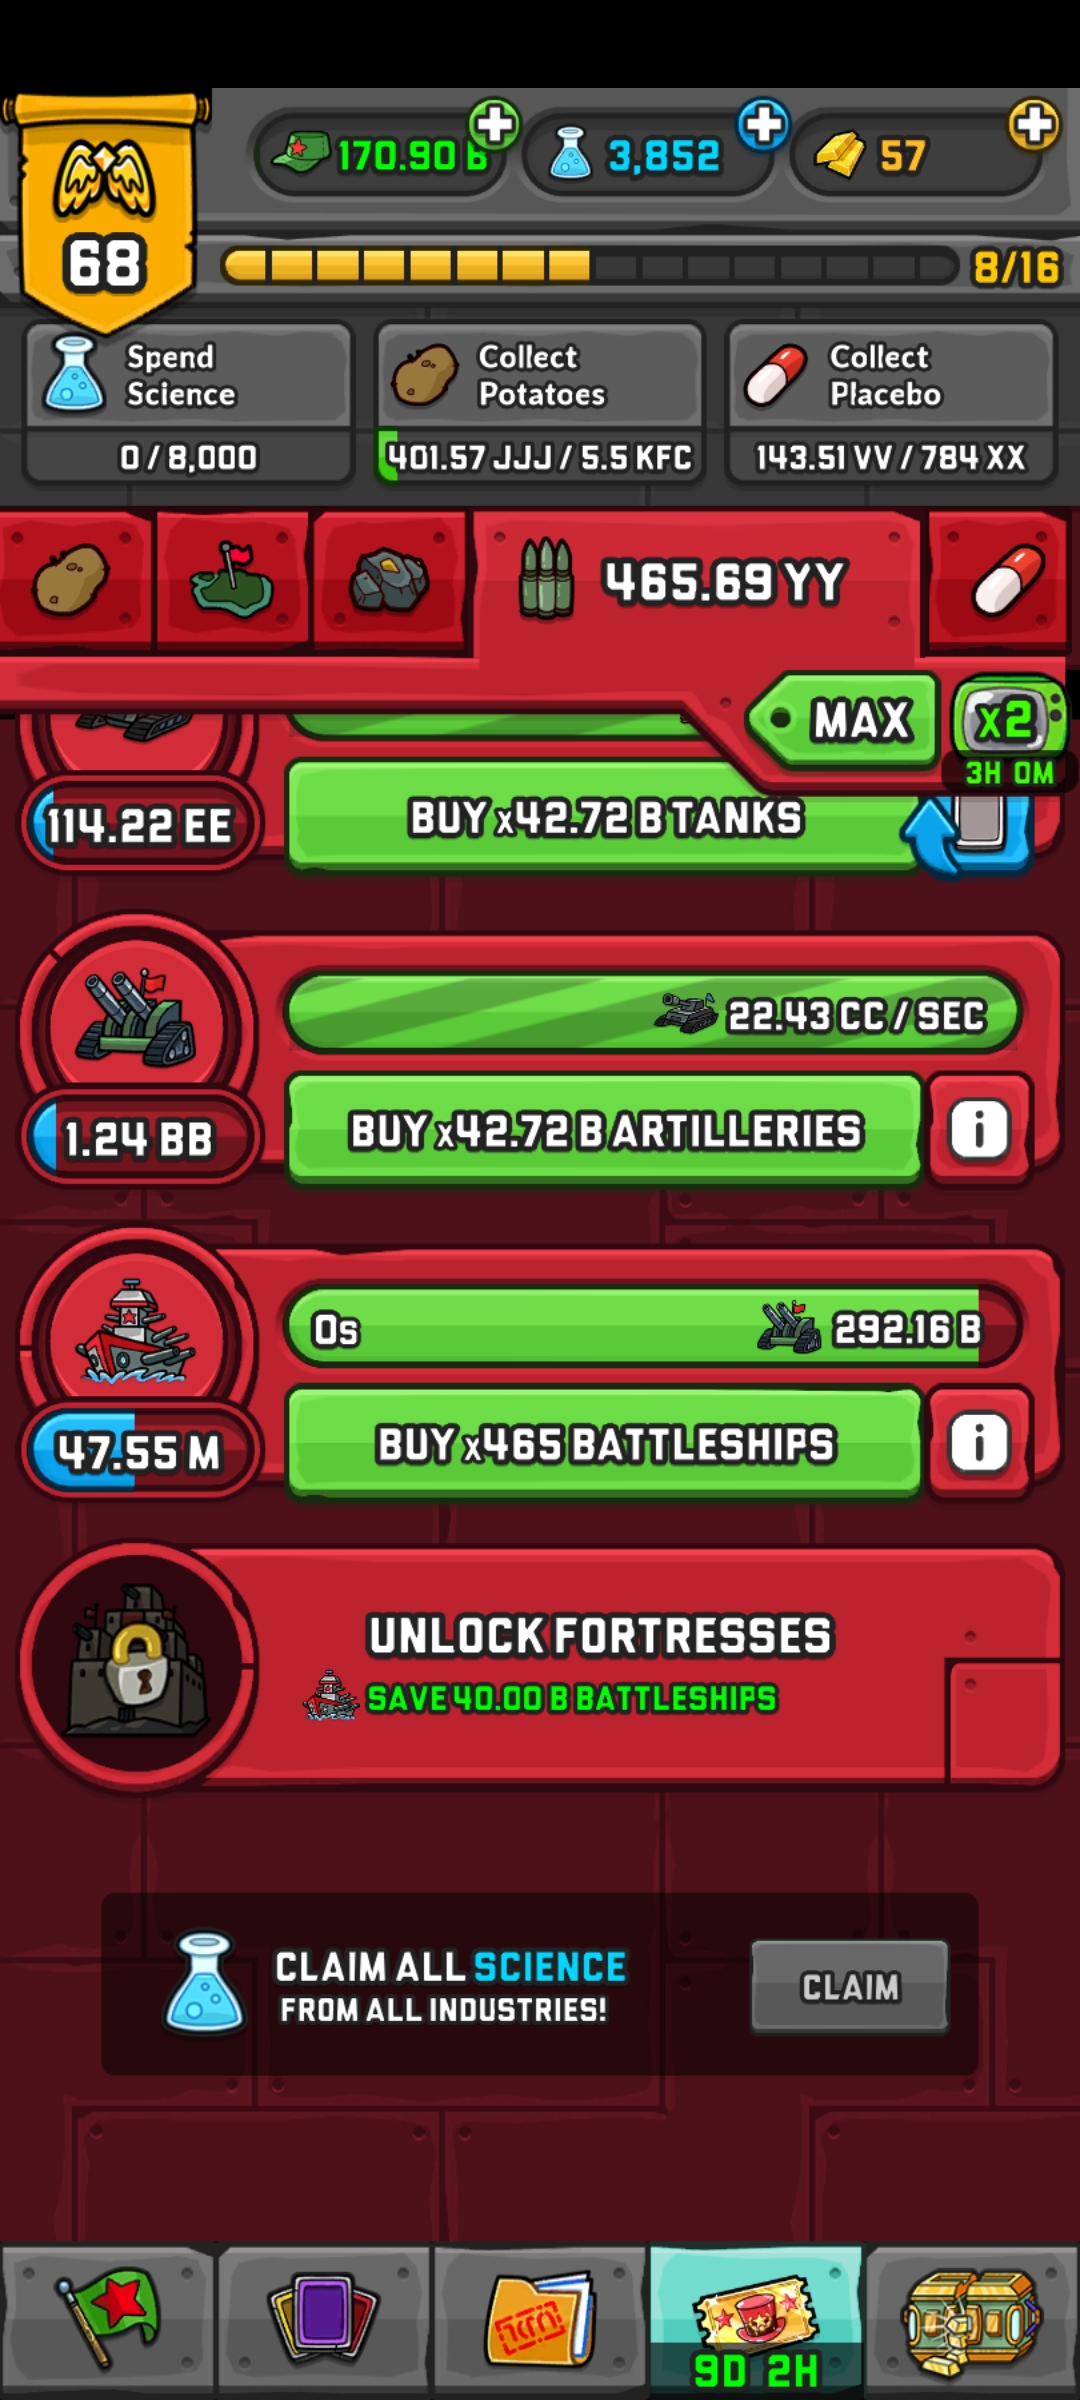 170.90 B
3,852
57
68
8/16
Spend
Science
0 / 8,000
Collect
Potatoes
401.57 JJJ / 5.5 KFC
Collect
Placebo
143.51 VV / 784 XX
465.69 YY
MAX
x2
3H 0M
114.22 EE
BUY x42.72 B TANKS
22.43 CC / SEC
1.24 BB
BUY x42.72 B ARTILLERIES
i
0s
292.16 B
47.55 M
BUY x465 BATTLESHIPS
i
UNLOCK FORTRESSES
SAVE 40.00 B BATTLESHIPS
CLAIM ALL SCIENCE
FROM ALL INDUSTRIES!
CLAIM
9D 2H